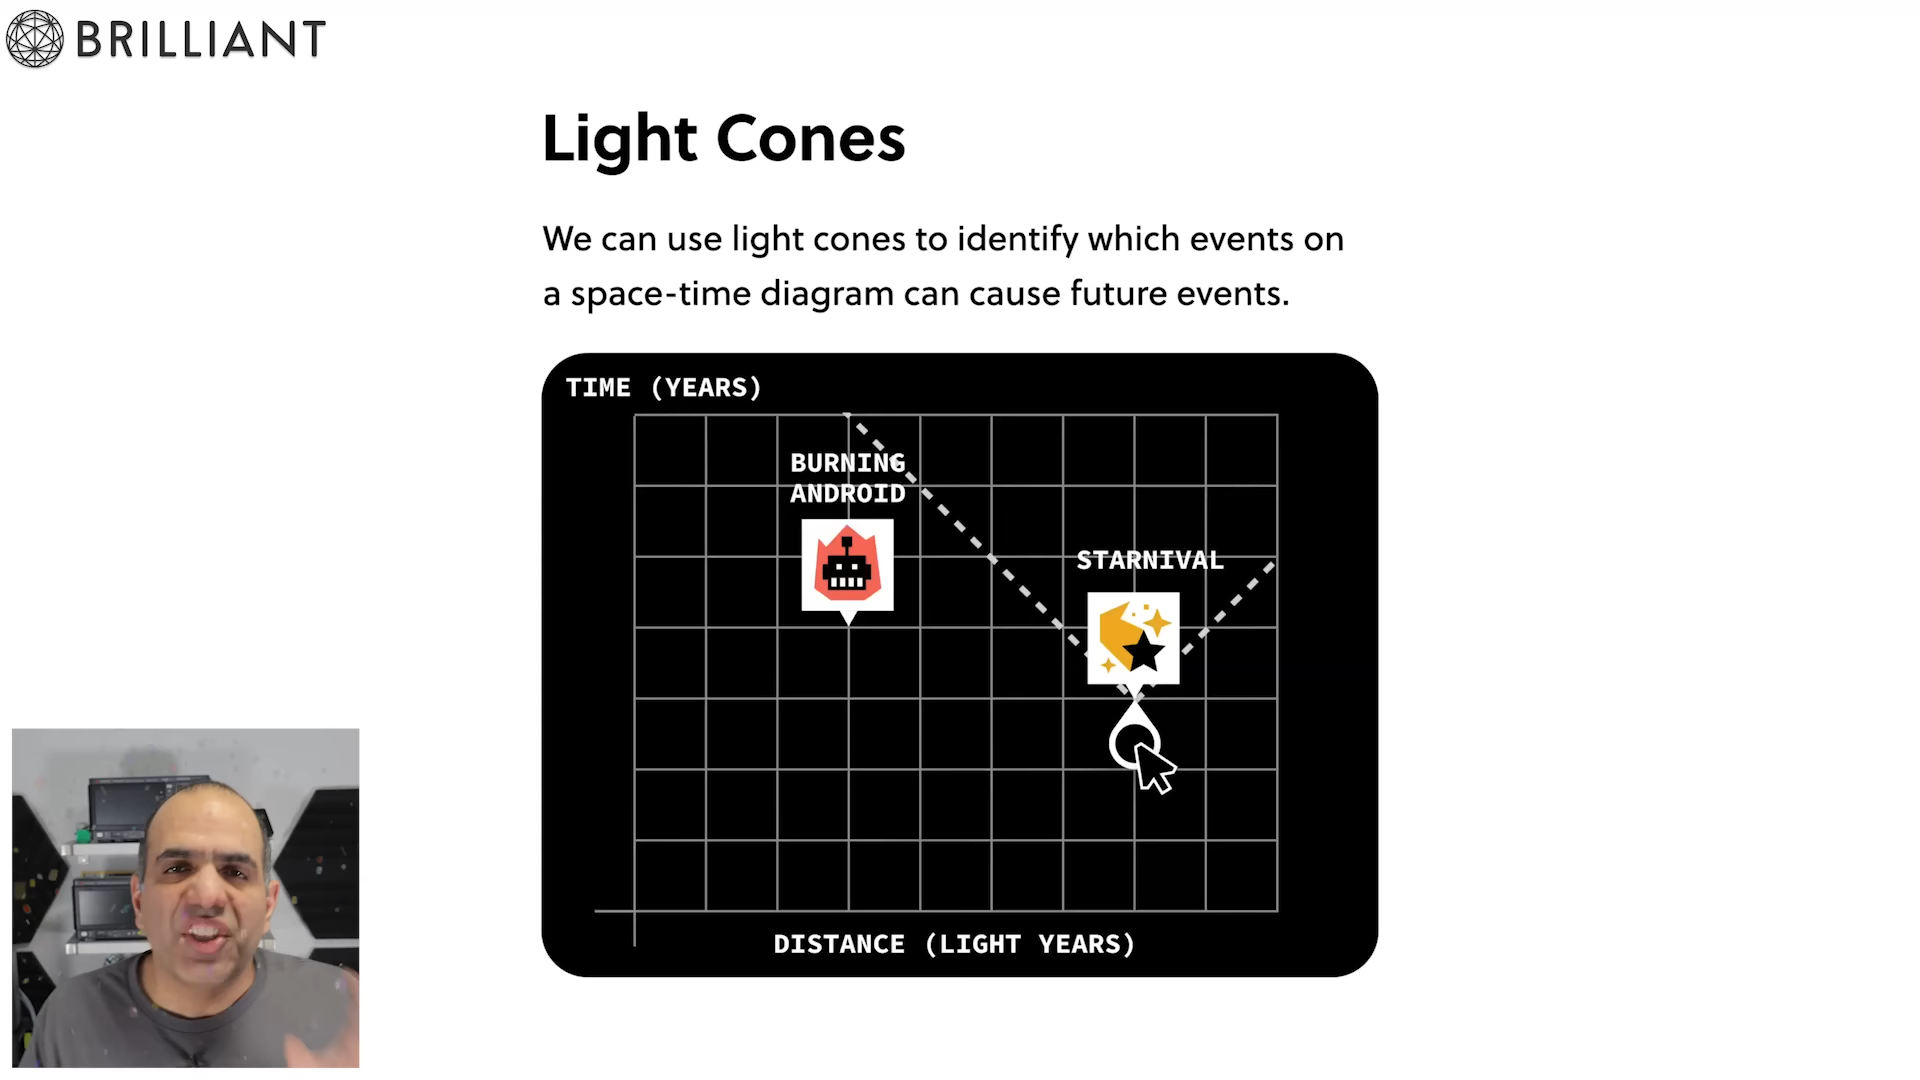 BRILLIANT
Light Cones
We can use light cones to identify which events on
a space-time diagram can cause future events.
TIME (YEARS)
BURNING
ANDROID
STARNIVAL
DISTANCE (LIGHT YEARS)